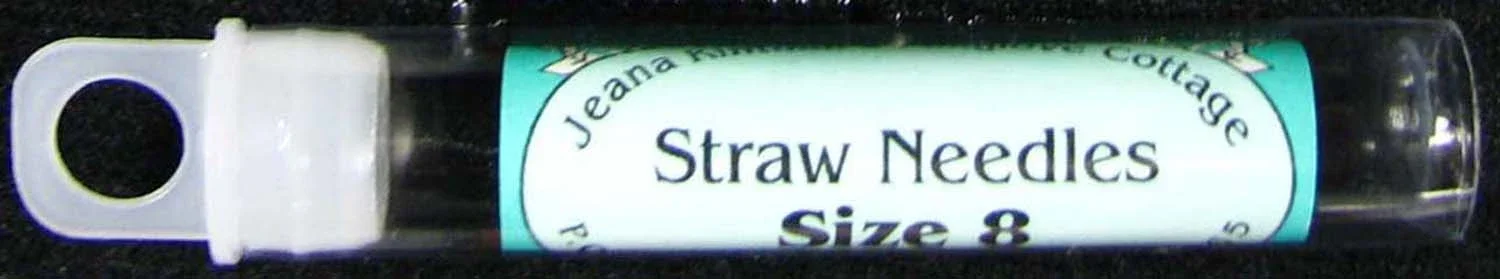 Jeana Cottage
Straw Needles
Size 8